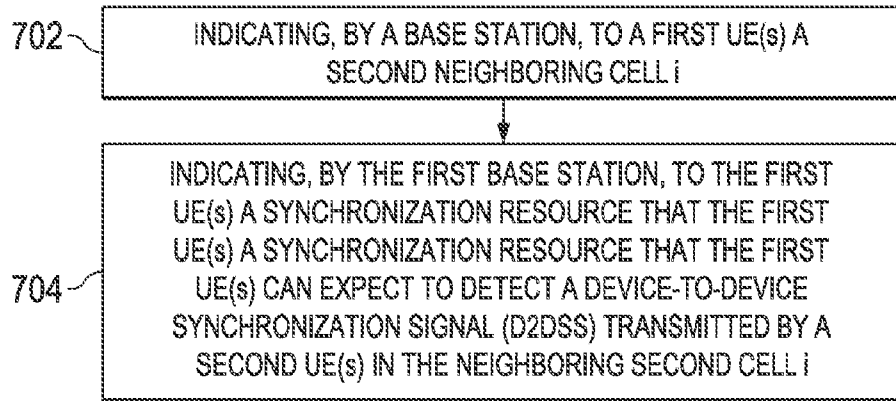 702
INDICATING, BY A BASE STATION, TO A FIRST UE(s) A
SECOND NEIGHBORING CELL i
704
INDICATING, BY THE FIRST BASE STATION, TO THE FIRST
UE(s) A SYNCHRONIZATION RESOURCE THAT THE FIRST
UE(s) A SYNCHRONIZATION RESOURCE THAT THE FIRST
UE(s) CAN EXPECT TO DETECT A DEVICE-TO-DEVICE
SYNCHRONIZATION SIGNAL (D2DSS) TRANSMITTED BY A
SECOND UE(s) IN THE NEIGHBORING SECOND CELL i